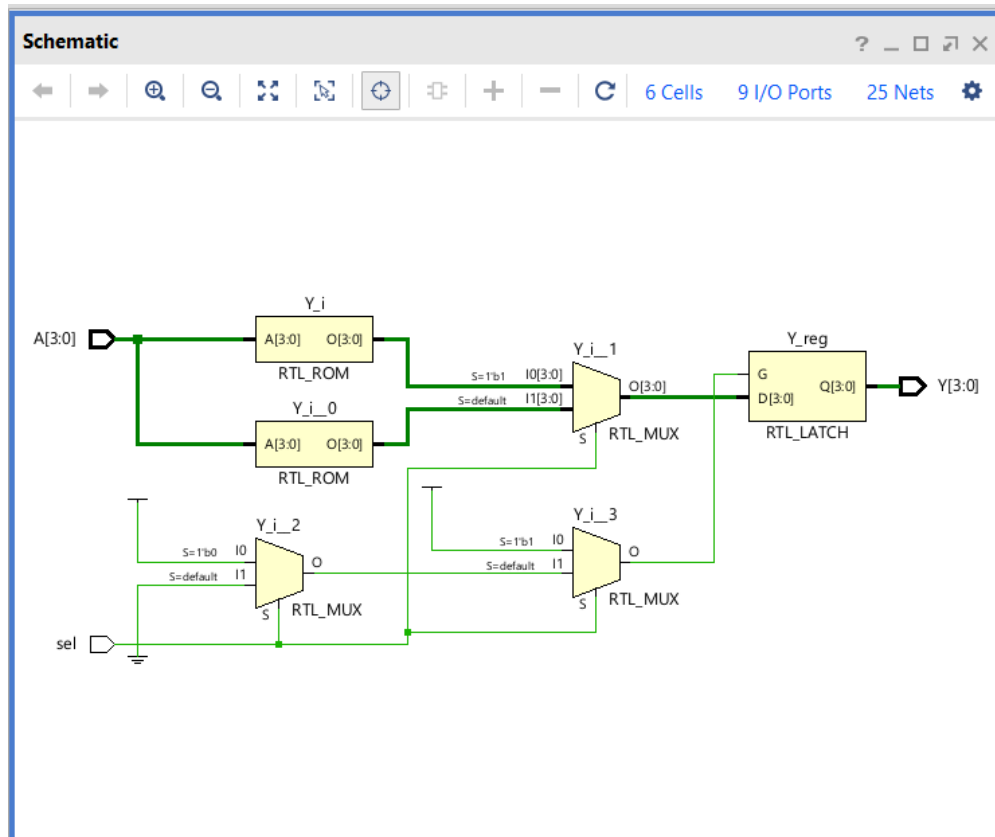 Schematic
?
6 Cells 9 I/O Ports 25 Nets
Y_i
A[3:0]
A[3:0] O[3:0]
RTL_ROM
Y_i__0
A[3:0] O[3:0]
RTL_ROM
Y_i__1
S=1'b1 I0[3:0]
S=default I1[3:0]
O[3:0]
S
RTL_MUX
Y_reg
G
D[3:0] Q[3:0]
RTL_LATCH
Y[3:0]
Y_i__2
S=1'b0 I0
S=default I1
O
S
RTL_MUX
Y_i__3
S=1'b1 I0
S=default I1
O
S
RTL_MUX
sel